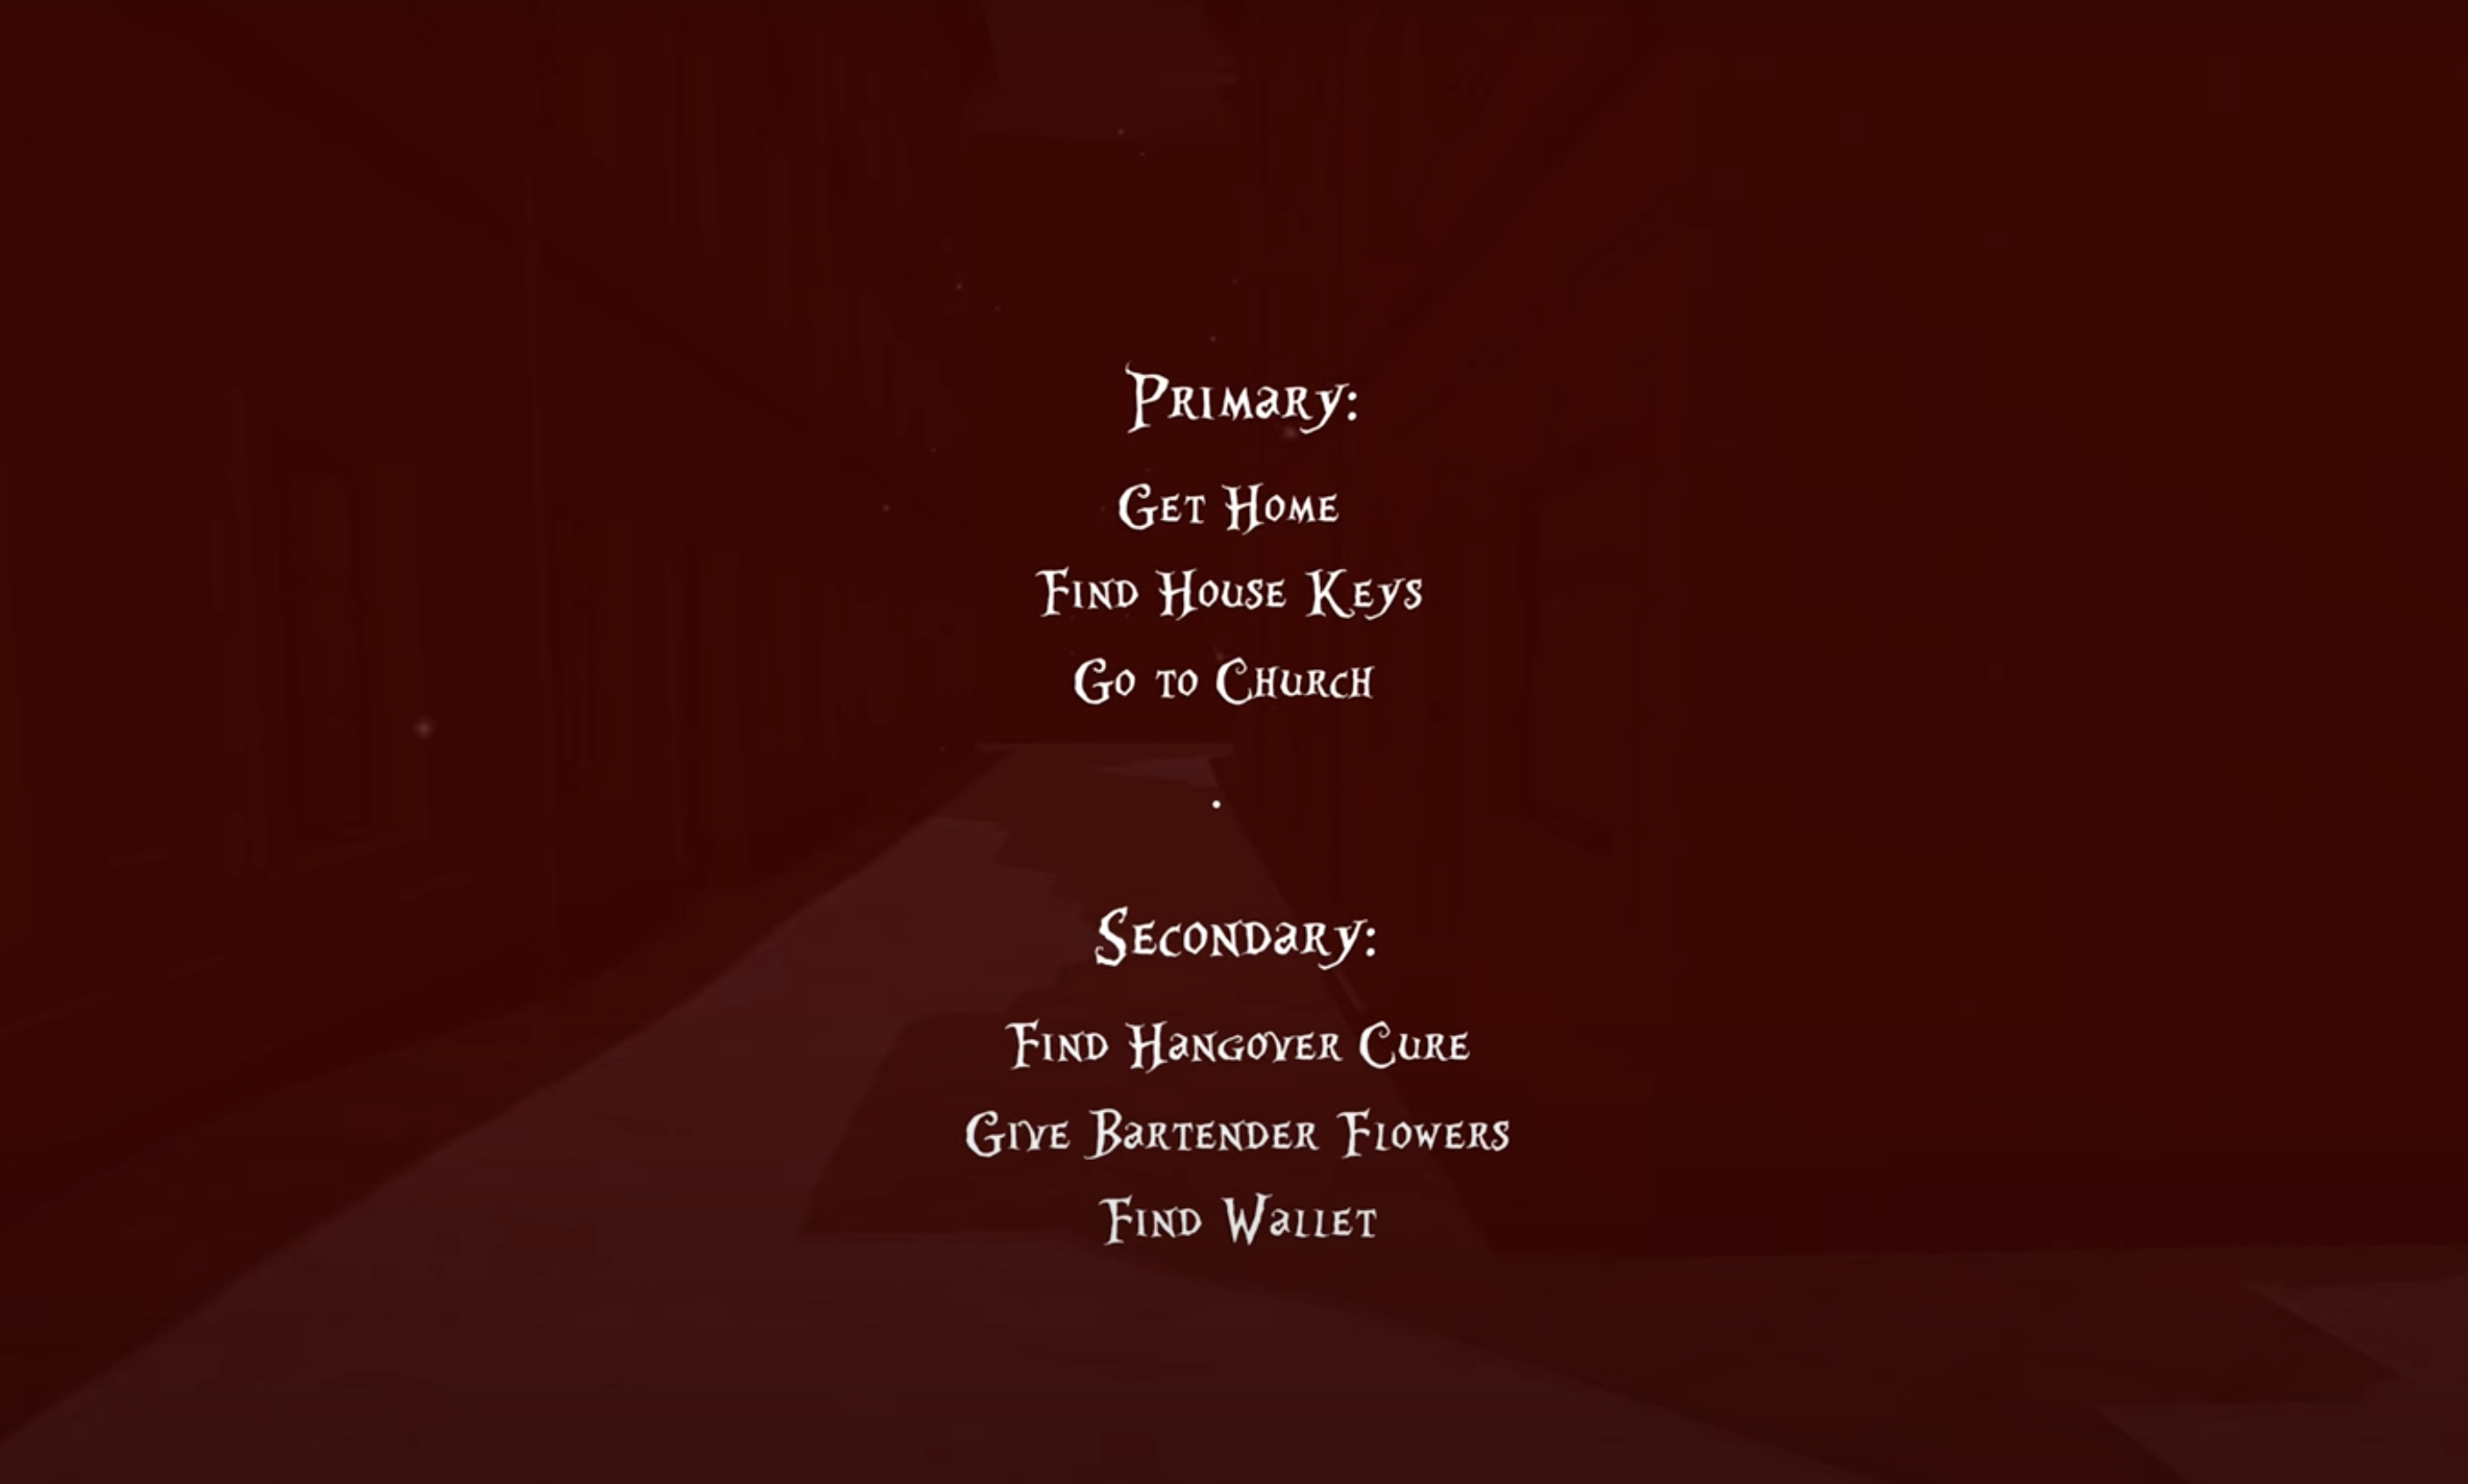 Primary:
Get Home
Find House Keys
Go to Church
Secondary:
Find Hangover Cure
Give Bartender Flowers
Find Wallet